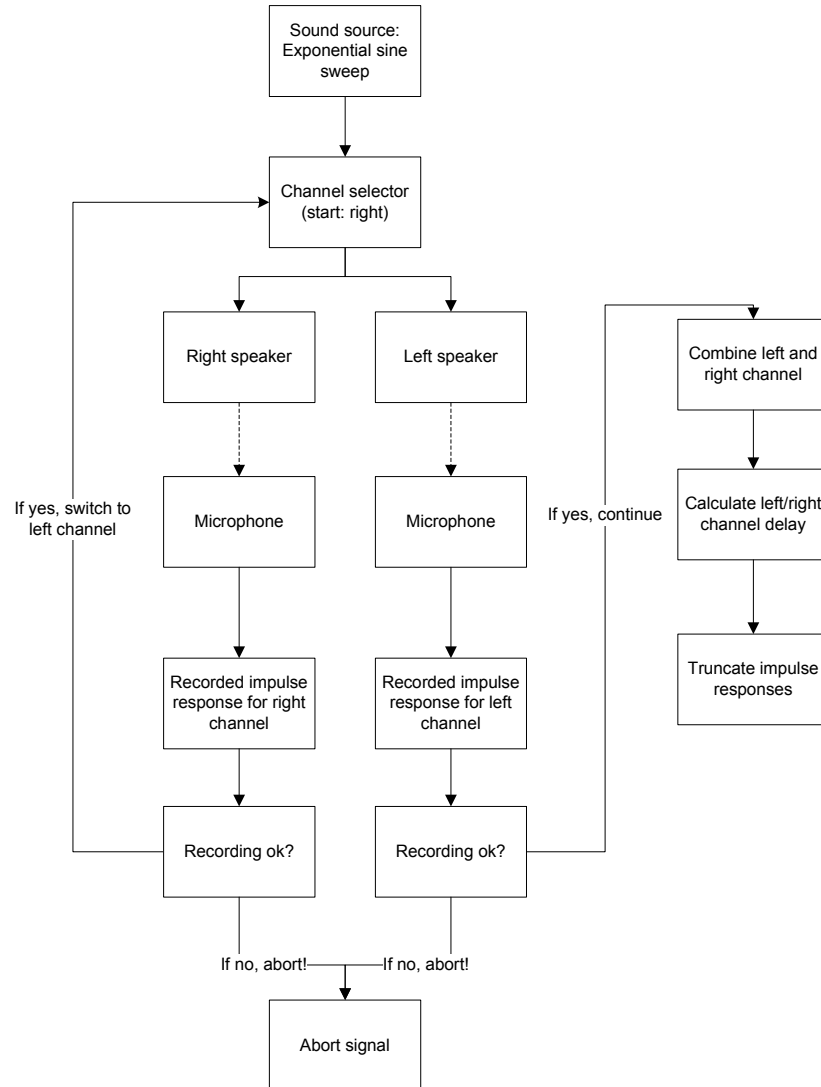 Sound source:
Exponential sine
sweep
Channel selector
(start: right)
Right speaker
Left speaker
Combine left and
right channel
If yes, switch to
left channel
Microphone
Microphone
If yes, continue
Calculate left/right
channel delay
Recorded impulse
response for right
channel
Recorded impulse
response for left
channel
Truncate impulse
responses
Recording ok?
Recording ok?
If no, abort!
If no, abort!
Abort signal